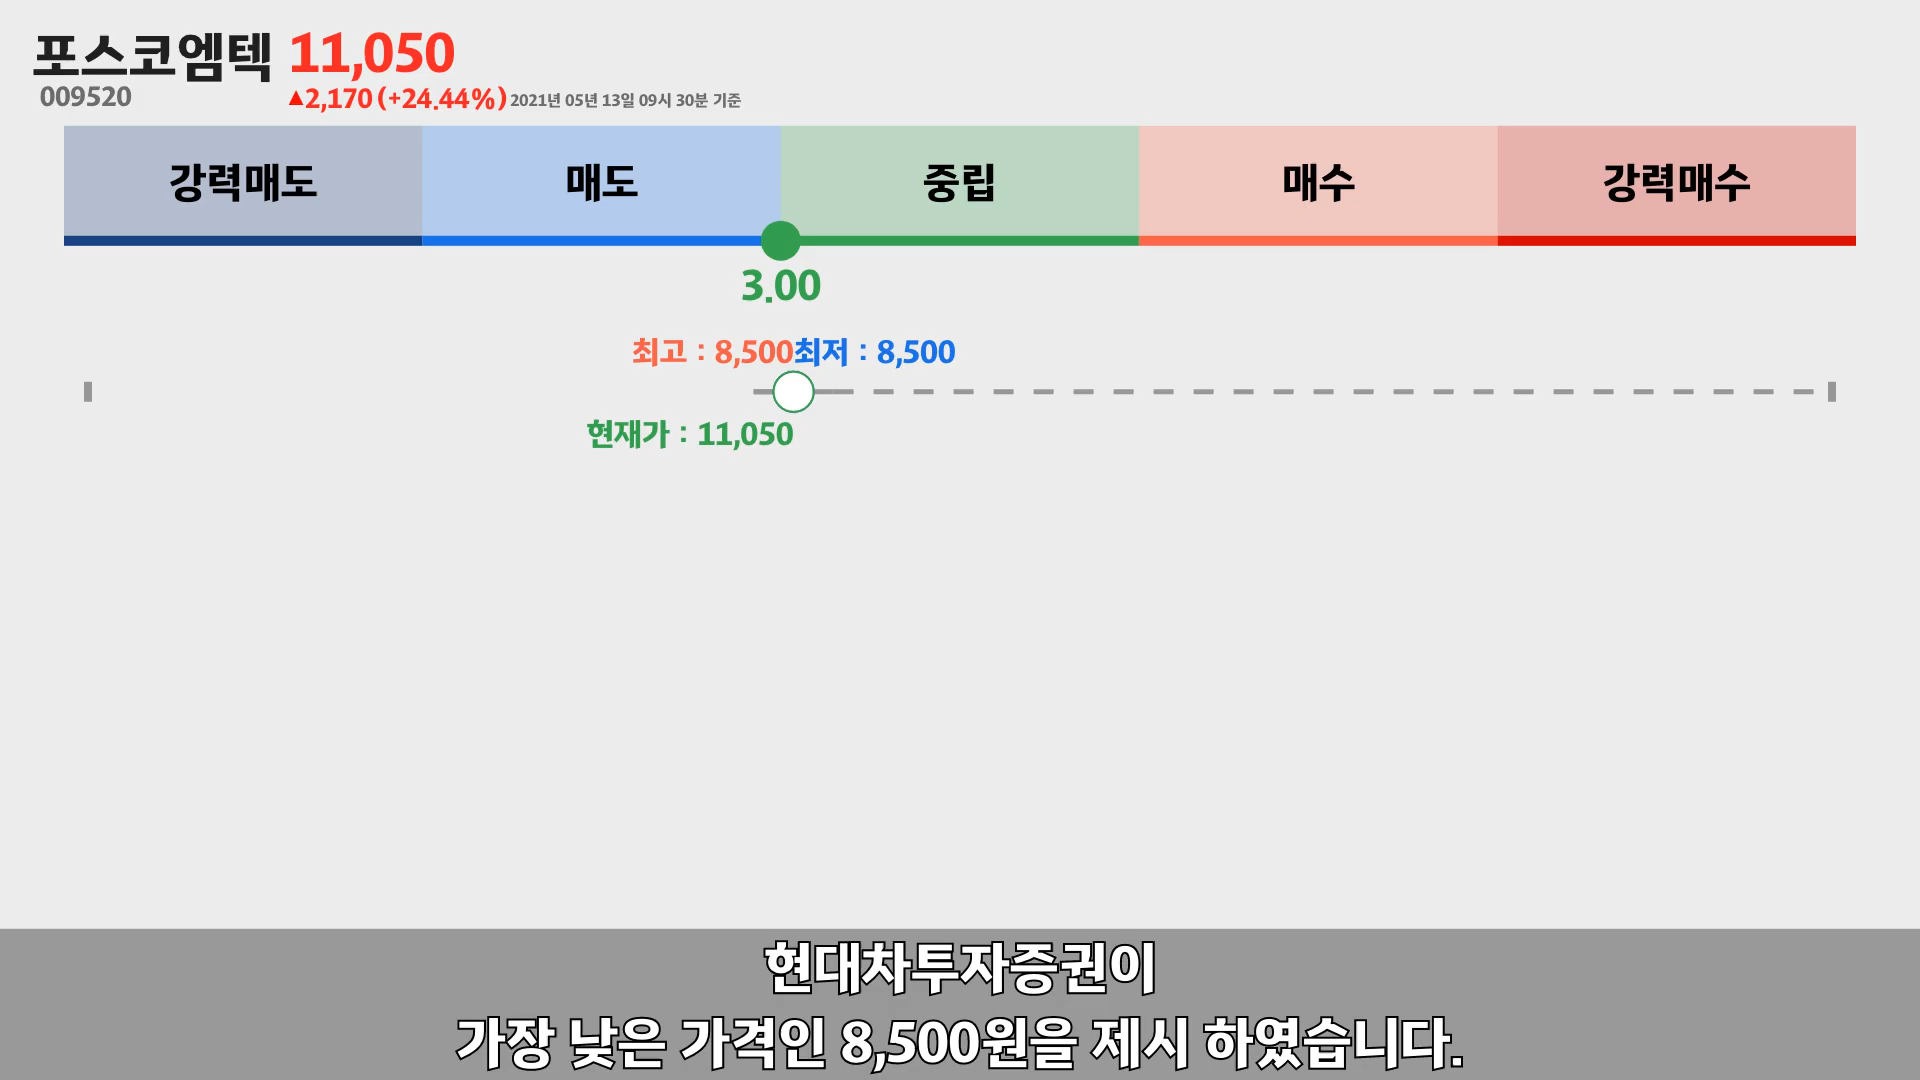 포스코엠텍 11,050
009520 ▲2,170 (+24.44%) 2021년 05년 13일 09시 30분 기준
강력매도 매도 중립 매수 강력매수
3.00
최고 : 8,500 최저 : 8,500
현재가 : 11,050
현대차투자증권이
가장 낮은 가격인 8,500원을 제시 하였습니다.